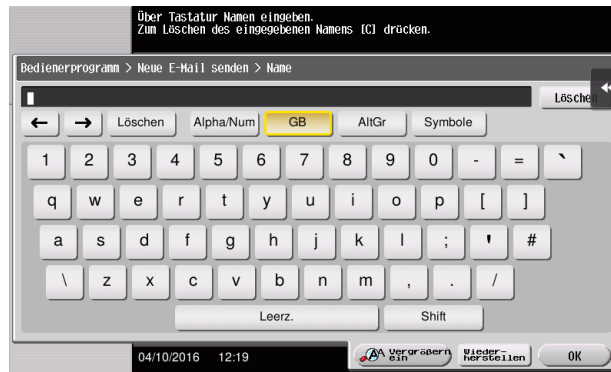 Über Tastatur Namen eingeben.
Zum Löschen des eingegebenen Namens [C] drücken.
Bedienerprogramm > Neue E-Mail senden > Name
Löschen
← → Löschen Alpha/Num GB AltGr Symbole
1 2 3 4 5 6 7 8 9 0 - = `
q w e r t y u i o p [ ]
a s d f g h j k l ; ' #
\ z x c v b n m , . /
Leerz. Shift
04/10/2016 12:19
AA Vergrößern ein
Wieder-herstellen
OK